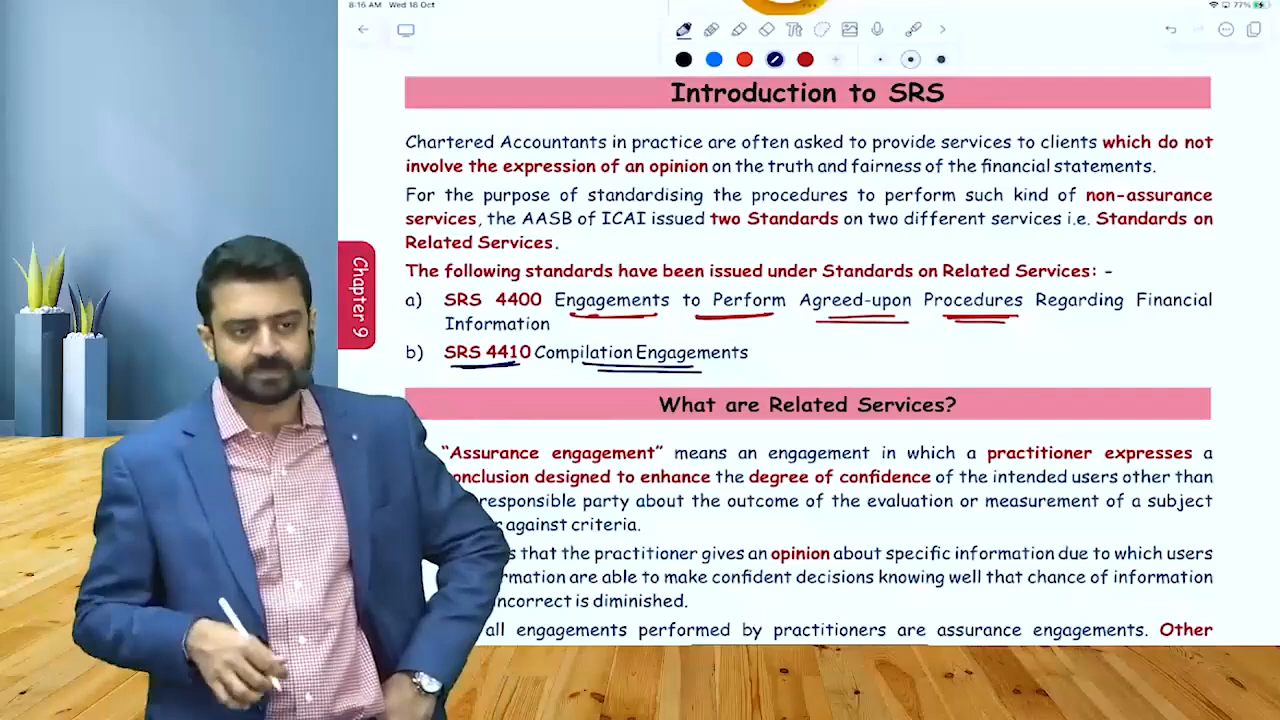 8:16 AM Wed 18 Oct
77%
Introduction to SRS
Chartered Accountants in practice are often asked to provide services to clients which do not
involve the expression of an opinion on the truth and fairness of the financial statements.
For the purpose of standardising the procedures to perform such kind of non-assurance
services, the AASB of ICAI issued two Standards on two different services i.e. Standards on
Related Services.
The following standards have been issued under Standards on Related Services: -
a) SRS 4400 Engagements to Perform Agreed-upon Procedures Regarding Financial
Information
b) SRS 4410 Compilation Engagements
Chapter 9
What are Related Services?
"Assurance engagement" means an engagement in which a practitioner expresses a
onclusion designed to enhance the degree of confidence of the intended users other than
responsible party about the outcome of the evaluation or measurement of a subject
against criteria.
that the practitioner gives an opinion about specific information due to which users
rmation are able to make confident decisions knowing well that chance of information
ncorrect is diminished.
all engagements performed by practitioners are assurance engagements. Other